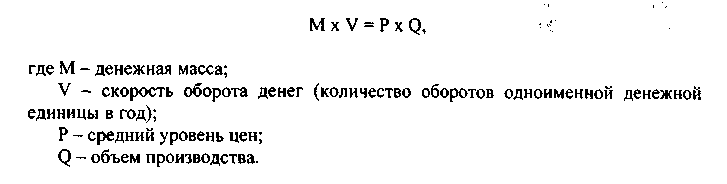 M x V = P x Q,
где M – денежная масса;
V – скорость оборота денег (количество оборотов одноименной денежной
единицы в год);
P – средний уровень цен;
Q – объем производства.